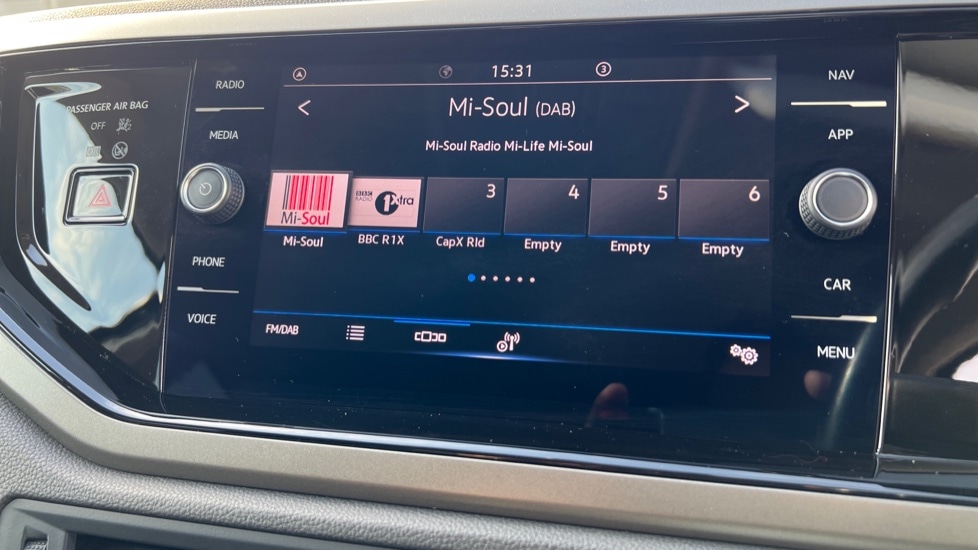 PASSENGER AIR BAG
OFF
RADIO
MEDIA
PHONE
VOICE
15:31
3
< Mi-Soul (DAB) >
Mi-Soul Radio Mi-Life Mi-Soul
Mi-Soul
BBC
RADIO
1Xtra
3
4
5
6
Mi-Soul
BBC R1X
CapX Rld
Empty
Empty
Empty
FM/DAB
NAV
APP
CAR
MENU